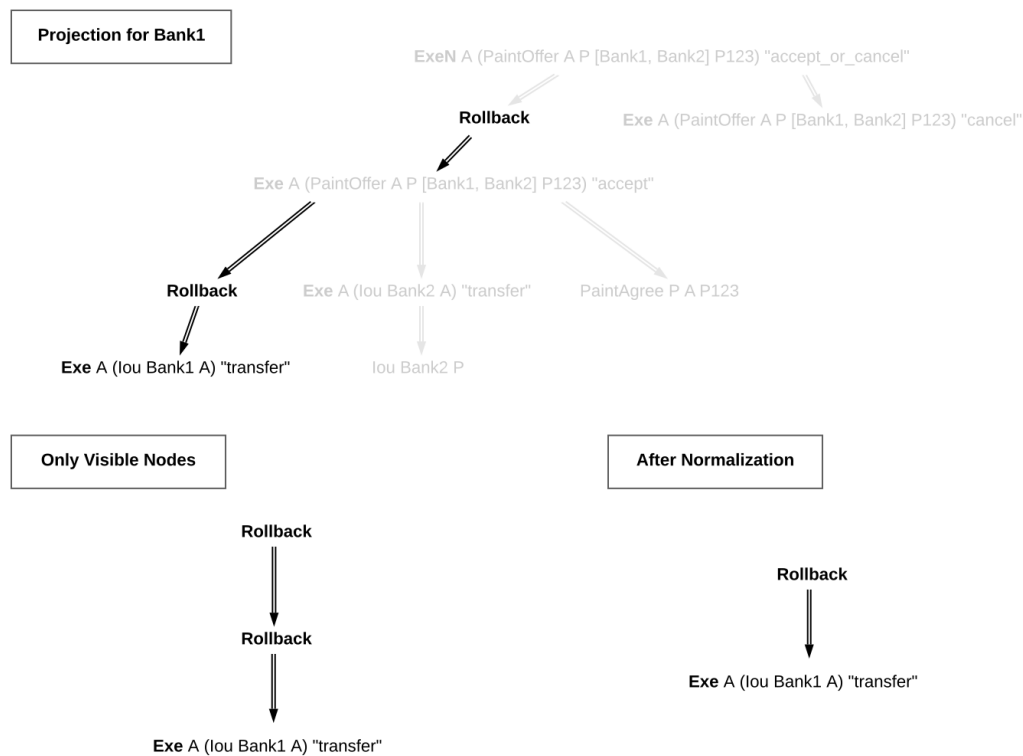 Projection for Bank1
ExeN A (PaintOffer A P [Bank1, Bank2] P123) "accept_or_cancel"
Rollback
Exe A (PaintOffer A P [Bank1, Bank2] P123) "cancel"
Exe A (PaintOffer A P [Bank1, Bank2] P123) "accept"
Rollback
Exe A (Iou Bank2 A) "transfer"
PaintAgree P A P123
Exe A (Iou Bank1 A) "transfer"
Iou Bank2 P
Only Visible Nodes
After Normalization
Rollback
Rollback
Rollback
Exe A (Iou Bank1 A) "transfer"
Exe A (Iou Bank1 A) "transfer"